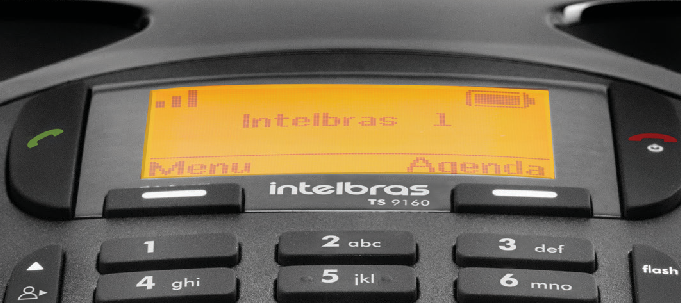 Intelbras 1
Menu Agenda
intelbras
TS 9160
1 2 abc 3 def
flash
4 ghi 5 jkl 6 mno